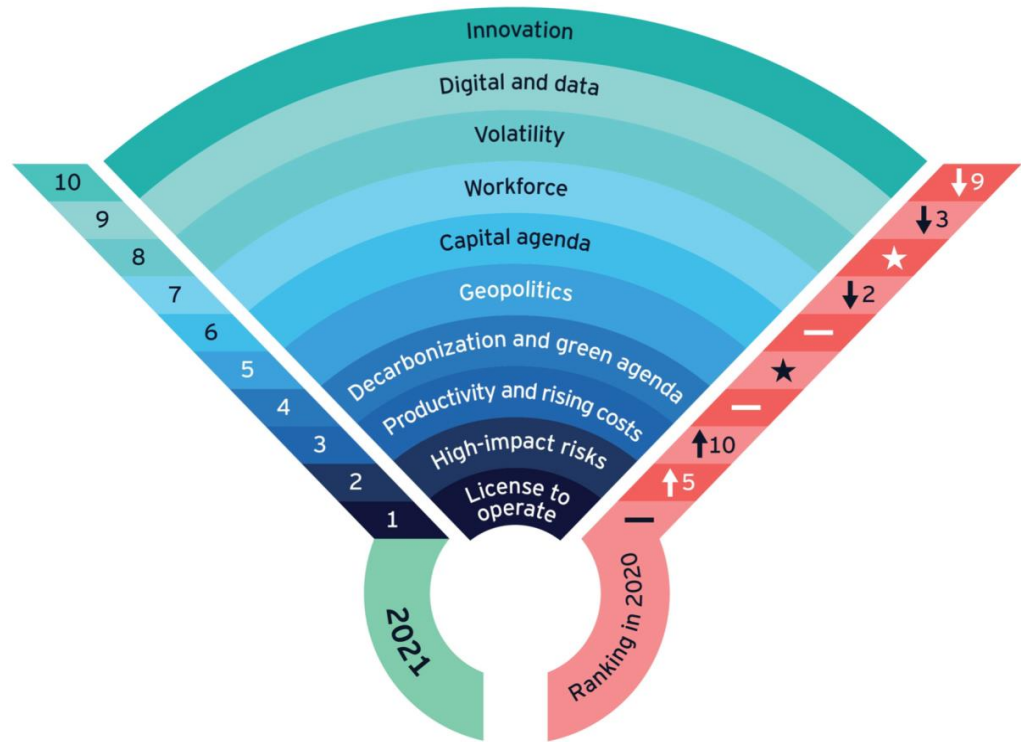 Innovation
Digital and data
Volatility
Workforce
Capital agenda
Geopolitics
Decarbonization and green agenda
Productivity and rising costs
High-impact risks
License to
operate
10
9
8
7
6
5
4
3
2
1
2021
↓9
↓3
★
↓2
—
★
—
↑10
↑5
—
Ranking in 2020